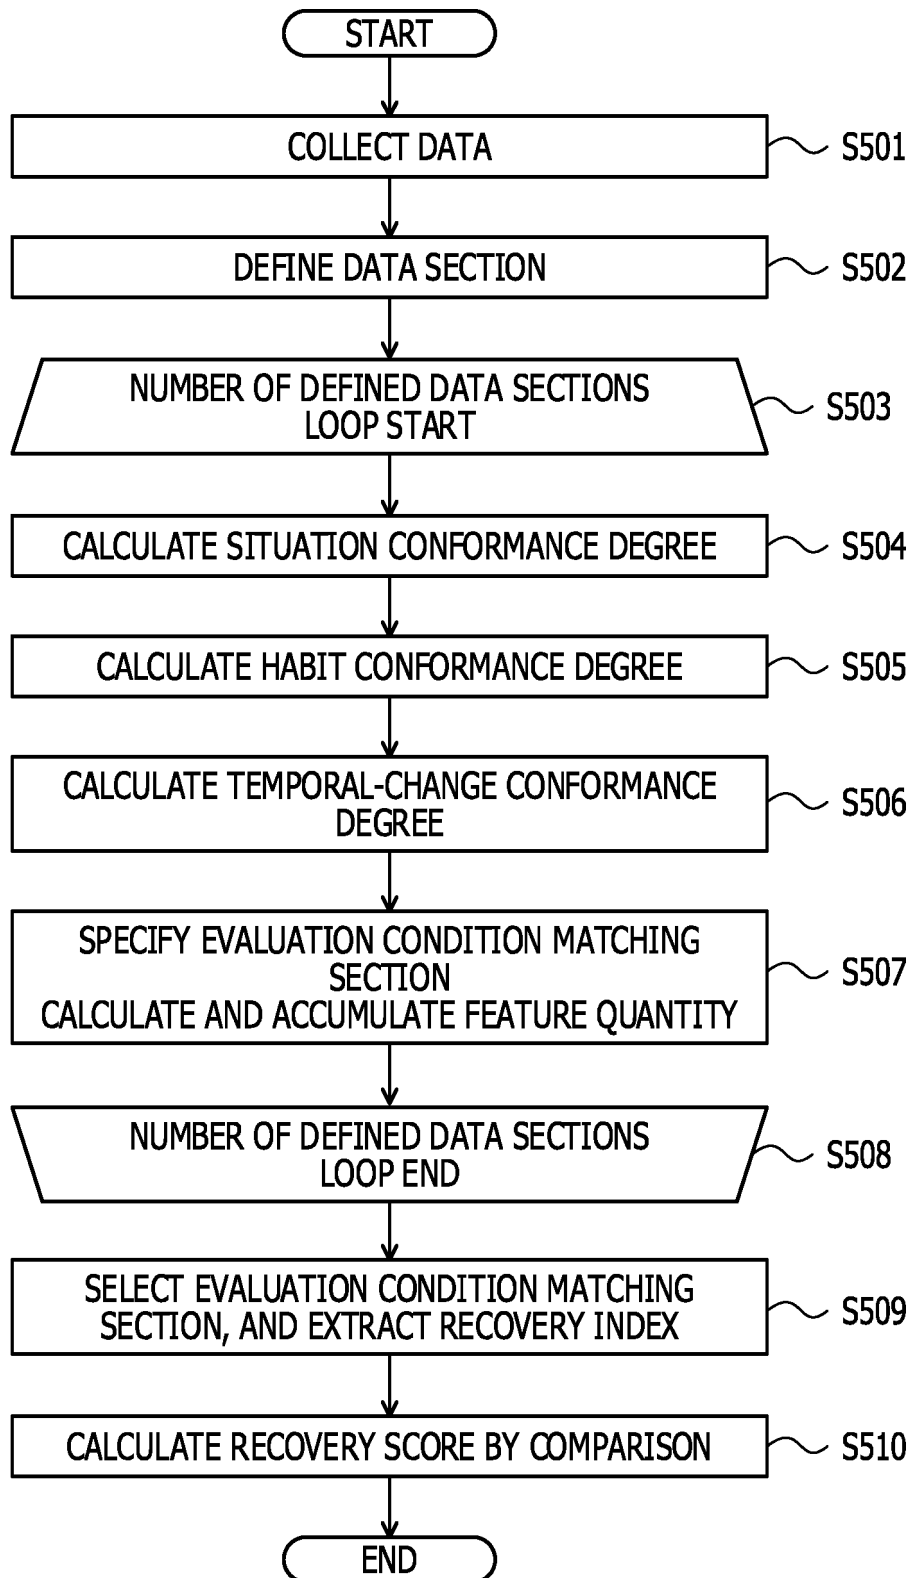 START
COLLECT DATA
S501
DEFINE DATA SECTION
S502
NUMBER OF DEFINED DATA SECTIONS
LOOP START
S503
CALCULATE SITUATION CONFORMANCE DEGREE
S504
CALCULATE HABIT CONFORMANCE DEGREE
S505
CALCULATE TEMPORAL-CHANGE CONFORMANCE
DEGREE
S506
SPECIFY EVALUATION CONDITION MATCHING
SECTION
CALCULATE AND ACCUMULATE FEATURE QUANTITY
S507
NUMBER OF DEFINED DATA SECTIONS
LOOP END
S508
SELECT EVALUATION CONDITION MATCHING
SECTION, AND EXTRACT RECOVERY INDEX
S509
CALCULATE RECOVERY SCORE BY COMPARISON
S510
END